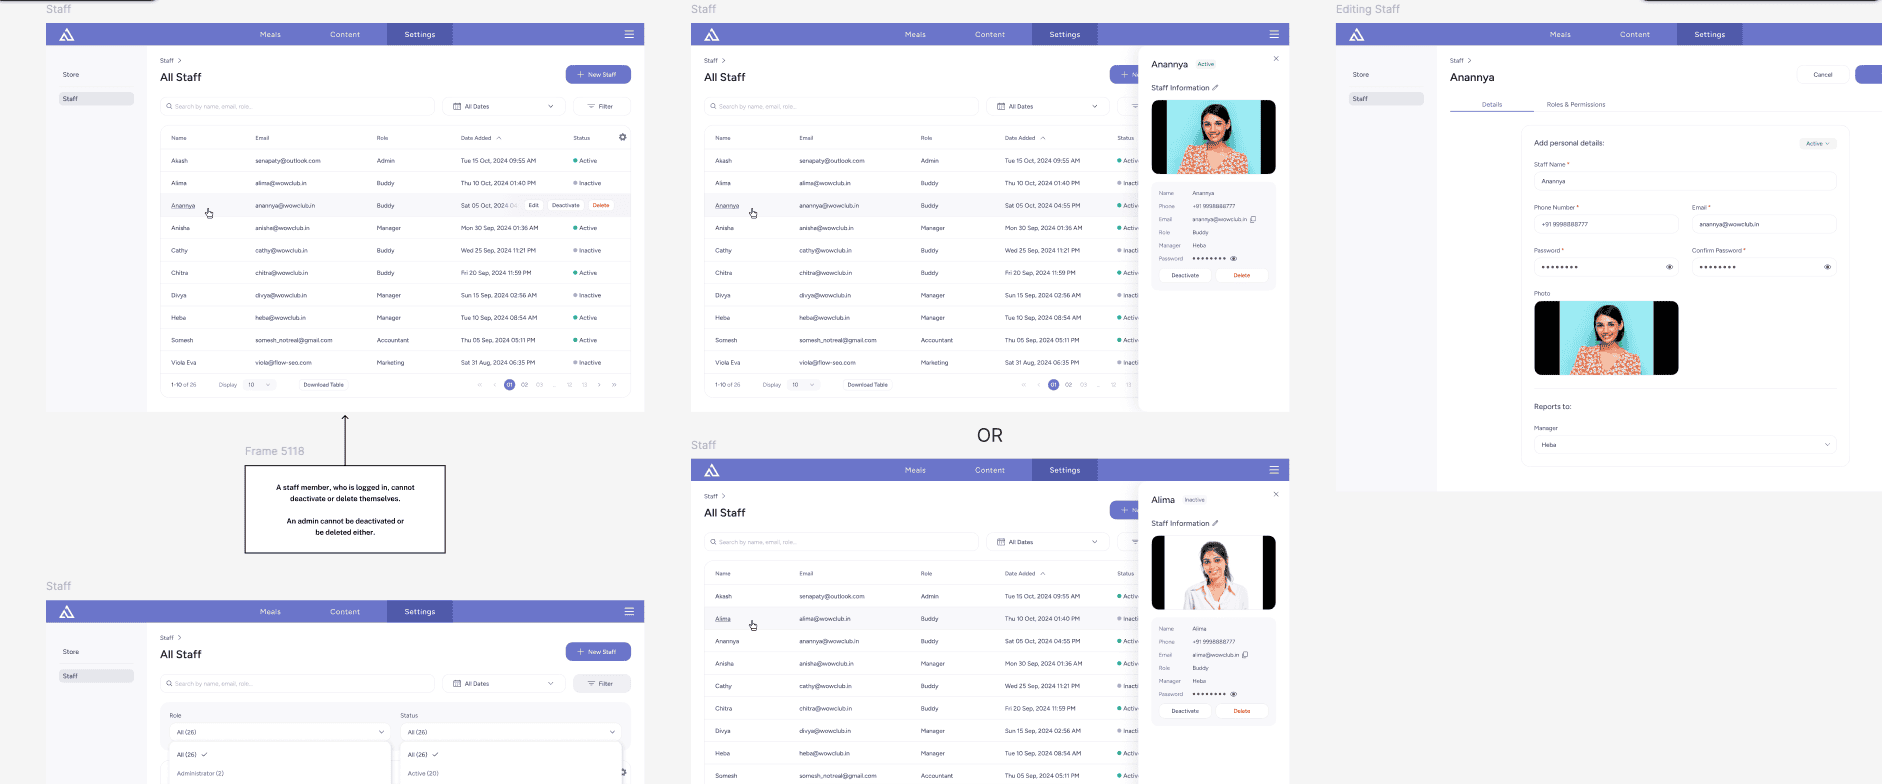 Staff
Meals Content Settings
Store
Staff
Staff >
All Staff
+ New Staff
Search by name, email, role...
All Dates
Filter
Name Email Role Date Added Status
Akash senapaty@outlook.com Admin Tue 15 Oct, 2024 09:55 AM Active
Alima alima@wowclub.in Buddy Thu 10 Oct, 2024 01:40 PM Inactive
Anannya anannya@wowclub.in Buddy Sat 05 Oct, 2024 04: Edit Deactivate Delete
Anisha anisha@wowclub.in Manager Mon 30 Sep, 2024 01:36 AM Active
Cathy cathy@wowclub.in Buddy Wed 25 Sep, 2024 11:21 PM Inactive
Chitra chitra@wowclub.in Buddy Fri 20 Sep, 2024 11:59 PM Active
Divya divya@wowclub.in Manager Sun 15 Sep, 2024 02:56 AM Inactive
Heba heba@wowclub.in Manager Tue 10 Sep, 2024 08:54 AM Active
Somesh somesh_notreal@gmail.com Accountant Thu 05 Sep, 2024 05:11 PM Active
Viola Eva viola@flow-seo.com Marketing Sat 31 Aug, 2024 06:35 PM Inactive
1-10 of 26 Display 10 Download Table « ‹ 01 02 03 ... 12 13 › »
Frame 5118
A staff member, who is logged in, cannot
deactivate or delete themselves.
An admin cannot be deactivated or
be deleted either.
Staff
Meals Content Settings
Store
Staff
Staff >
All Staff
+ New Staff
Search by name, email, role...
All Dates
Filter
Role Status
All (26) All (26)
All (26) ✓ All (26) ✓
Administrator (2) Active (20)
Staff
Meals Content Settings
Staff >
All Staff
+ Ne
Search by name, email, role...
All Dates
Name Email Role Date Added Status
Akash senapaty@outlook.com Admin Tue 15 Oct, 2024 09:55 AM Activ
Alima alima@wowclub.in Buddy Thu 10 Oct, 2024 01:40 PM Inacti
Anannya anannya@wowclub.in Buddy Sat 05 Oct, 2024 04:55 PM Activ
Anisha anisha@wowclub.in Manager Mon 30 Sep, 2024 01:36 AM Activ
Cathy cathy@wowclub.in Buddy Wed 25 Sep, 2024 11:21 PM Inacti
Chitra chitra@wowclub.in Buddy Fri 20 Sep, 2024 11:59 PM Activ
Divya divya@wowclub.in Manager Sun 15 Sep, 2024 02:56 AM Inacti
Heba heba@wowclub.in Manager Tue 10 Sep, 2024 08:54 AM Activ
Somesh somesh_notreal@gmail.com Accountant Thu 05 Sep, 2024 05:11 PM Activ
Viola Eva viola@flow-seo.com Marketing Sat 31 Aug, 2024 06:35 PM Inacti
1-10 of 26 Display 10 Download Table « ‹ 01 02 03 ... 12 13
Anannya Active
Staff Information
Name Anannya
Phone +91 9998888777
Email anannya@wowclub.in
Role Buddy
Manager Heba
Password ••••••••
Deactivate Delete
OR
Staff
Meals Content Settings
Staff >
All Staff
+ Ne
Search by name, email, role...
All Dates
Name Email Role Date Added Status
Akash senapaty@outlook.com Admin Tue 15 Oct, 2024 09:55 AM Activ
Alima alima@wowclub.in Buddy Thu 10 Oct, 2024 01:40 PM Inacti
Anannya anannya@wowclub.in Buddy Sat 05 Oct, 2024 04:55 PM Activ
Anisha anisha@wowclub.in Manager Mon 30 Sep, 2024 01:36 AM Activ
Cathy cathy@wowclub.in Buddy Wed 25 Sep, 2024 11:21 PM Inacti
Chitra chitra@wowclub.in Buddy Fri 20 Sep, 2024 11:59 PM Activ
Divya divya@wowclub.in Manager Sun 15 Sep, 2024 02:56 AM Inacti
Heba heba@wowclub.in Manager Tue 10 Sep, 2024 08:54 AM Activ
Somesh somesh_notreal@gmail.com Accountant Thu 05 Sep, 2024 05:11 PM Activ
Alima Inactive
Staff Information
Name Alima
Phone +91 9998888777
Email alima@wowclub.in
Role Buddy
Manager Heba
Password ••••••••
Deactivate Delete
Editing Staff
Meals Content Settings
Store
Staff
Staff >
Anannya
Cancel
Details Roles & Permissions
Add personal details:
Active
Staff Name *
Anannya
Phone Number * Email *
+91 9998888777 anannya@wowclub.in
Password * Confirm Password *
•••••••• ••••••••
Photo
Reports to:
Manager
Heba